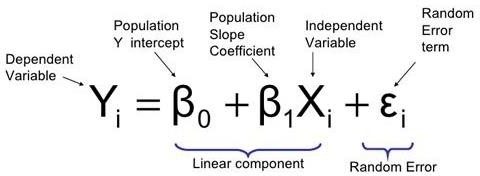 Dependent
Variable
Population
Y intercept
Population
Slope
Coefficient
Independent
Variable
Random
Error
term
Yᵢ = β₀ + β₁Xᵢ + εᵢ
Linear component
Random Error